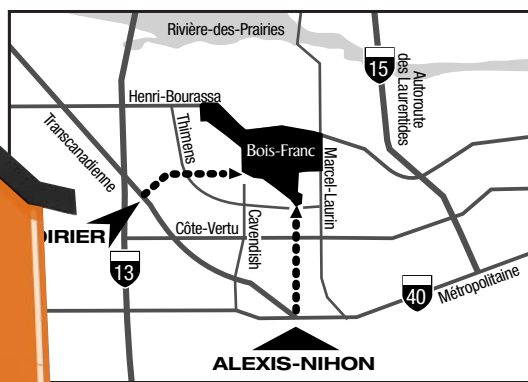 Rivière-des-Prairies
15
Autoroute
des Laurentides
Henri-Bourassa
Transcanadienne
Thimens
Bois-Franc
Marcel-Laurin
Côte-Vertu
Cavendish
13
40
Métropolitaine
ALEXIS-NIHON